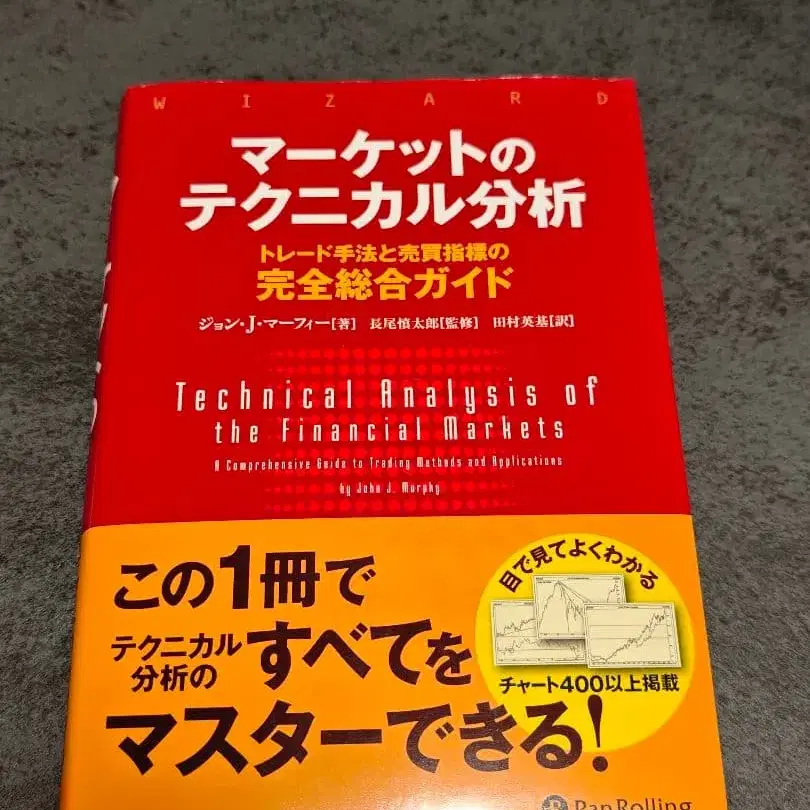 WIZARD
マーケットの
テクニカル分析
トレード手法と売買指標の
完全総合ガイド
ジョン・J・マーフィー[著] 長尾慎太郎[監修] 田村英基[訳]
Technical Analysis of
the Financial Markets
A Comprehensive Guide to Trading Methods and Applications
by John J. Murphy
この1冊で
テクニカル
分析の
すべてを
マスターできる!
目で見てよくわかる
チャート400以上掲載
PanRolling